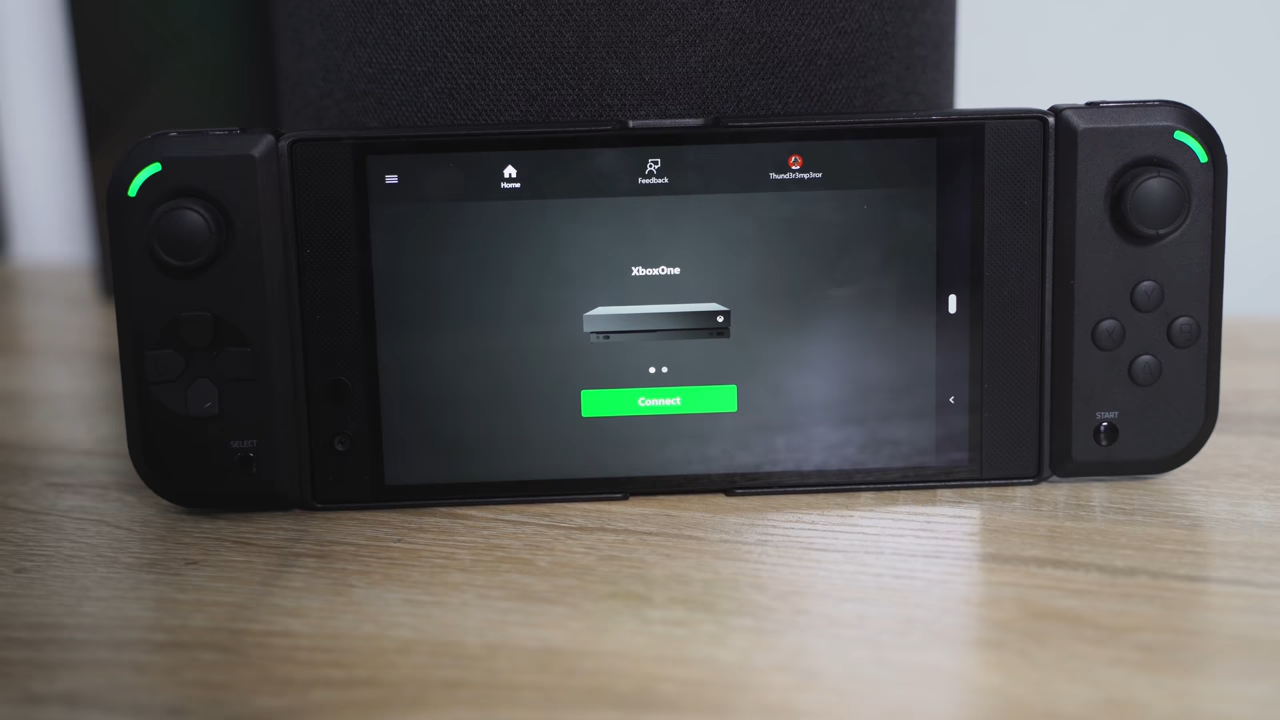 Home
Feedback
Thund3r3mp3ror
XboxOne
Connect
SELECT
START
Y
X
B
A